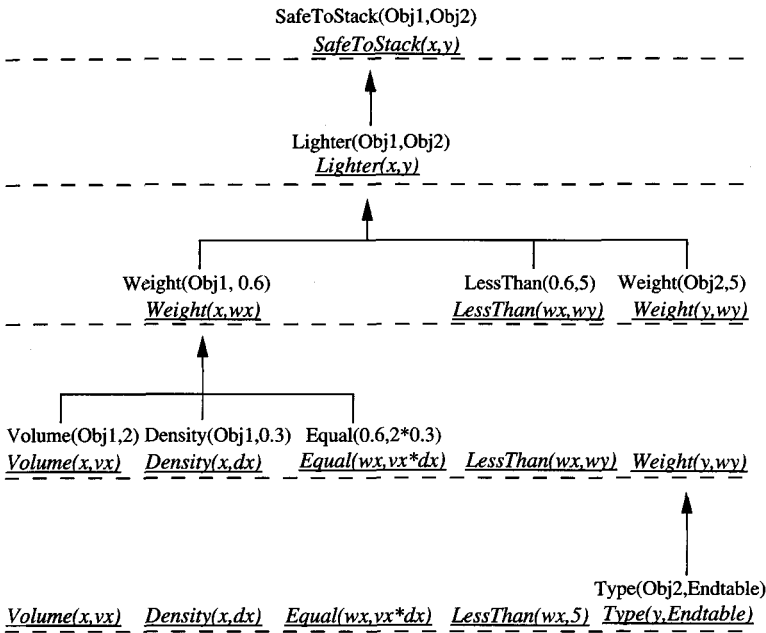 SafeToStack(Obj1,Obj2)
SafeToStack(x,y)
Lighter(Obj1,Obj2)
Lighter(x,y)
Weight(Obj1, 0.6) LessThan(0.6,5) Weight(Obj2,5)
Weight(x,wx) LessThan(wx,wy) Weight(y,wy)
Volume(Obj1,2) Density(Obj1,0.3) Equal(0.6,2*0.3)
Volume(x,vx) Density(x,dx) Equal(wx,vx*dx) LessThan(wx,wy) Weight(y,wy)
Type(Obj2,Endtable)
Volume(x,vx) Density(x,dx) Equal(wx,vx*dx) LessThan(wx,5) Type(y,Endtable)